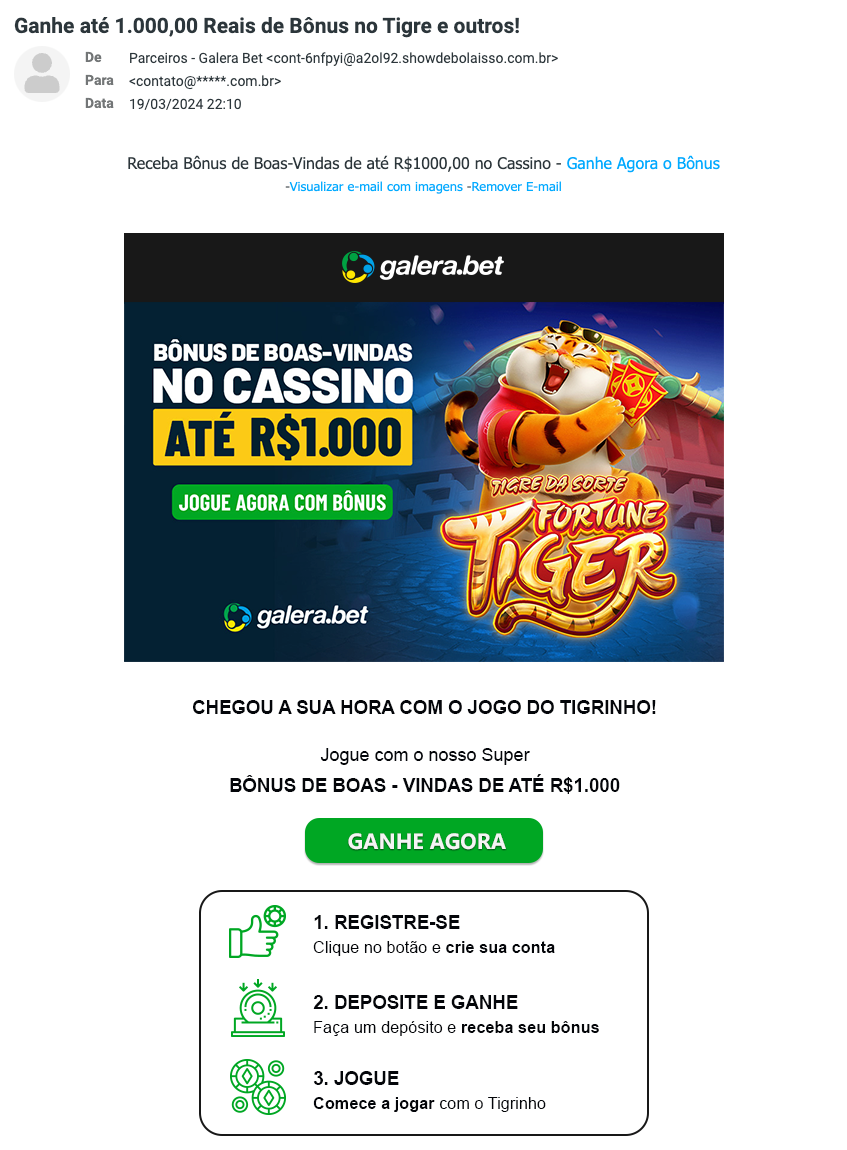 Ganhe até 1.000,00 Reais de Bônus no Tigre e outros!
De Parceiros - Galera Bet <cont-6nfpyi@a2ol92.showdebolaisso.com.br>
Para <contato@*****.com.br>
Data 19/03/2024 22:10
Receba Bônus de Boas-Vindas de até R$1000,00 no Cassino - Ganhe Agora o Bônus
-Visualizar e-mail com imagens -Remover E-mail
galera.bet
BÔNUS DE BOAS-VINDAS
NO CASSINO
ATÉ R$1.000
JOGUE AGORA COM BÔNUS
TIGRE DA SORTE
FORTUNE
TIGER
galera.bet
CHEGOU A SUA HORA COM O JOGO DO TIGRINHO!
Jogue com o nosso Super
BÔNUS DE BOAS - VINDAS DE ATÉ R$1.000
GANHE AGORA
1. REGISTRE-SE
Clique no botão e crie sua conta
2. DEPOSITE E GANHE
Faça um depósito e receba seu bônus
3. JOGUE
Comece a jogar com o Tigrinho